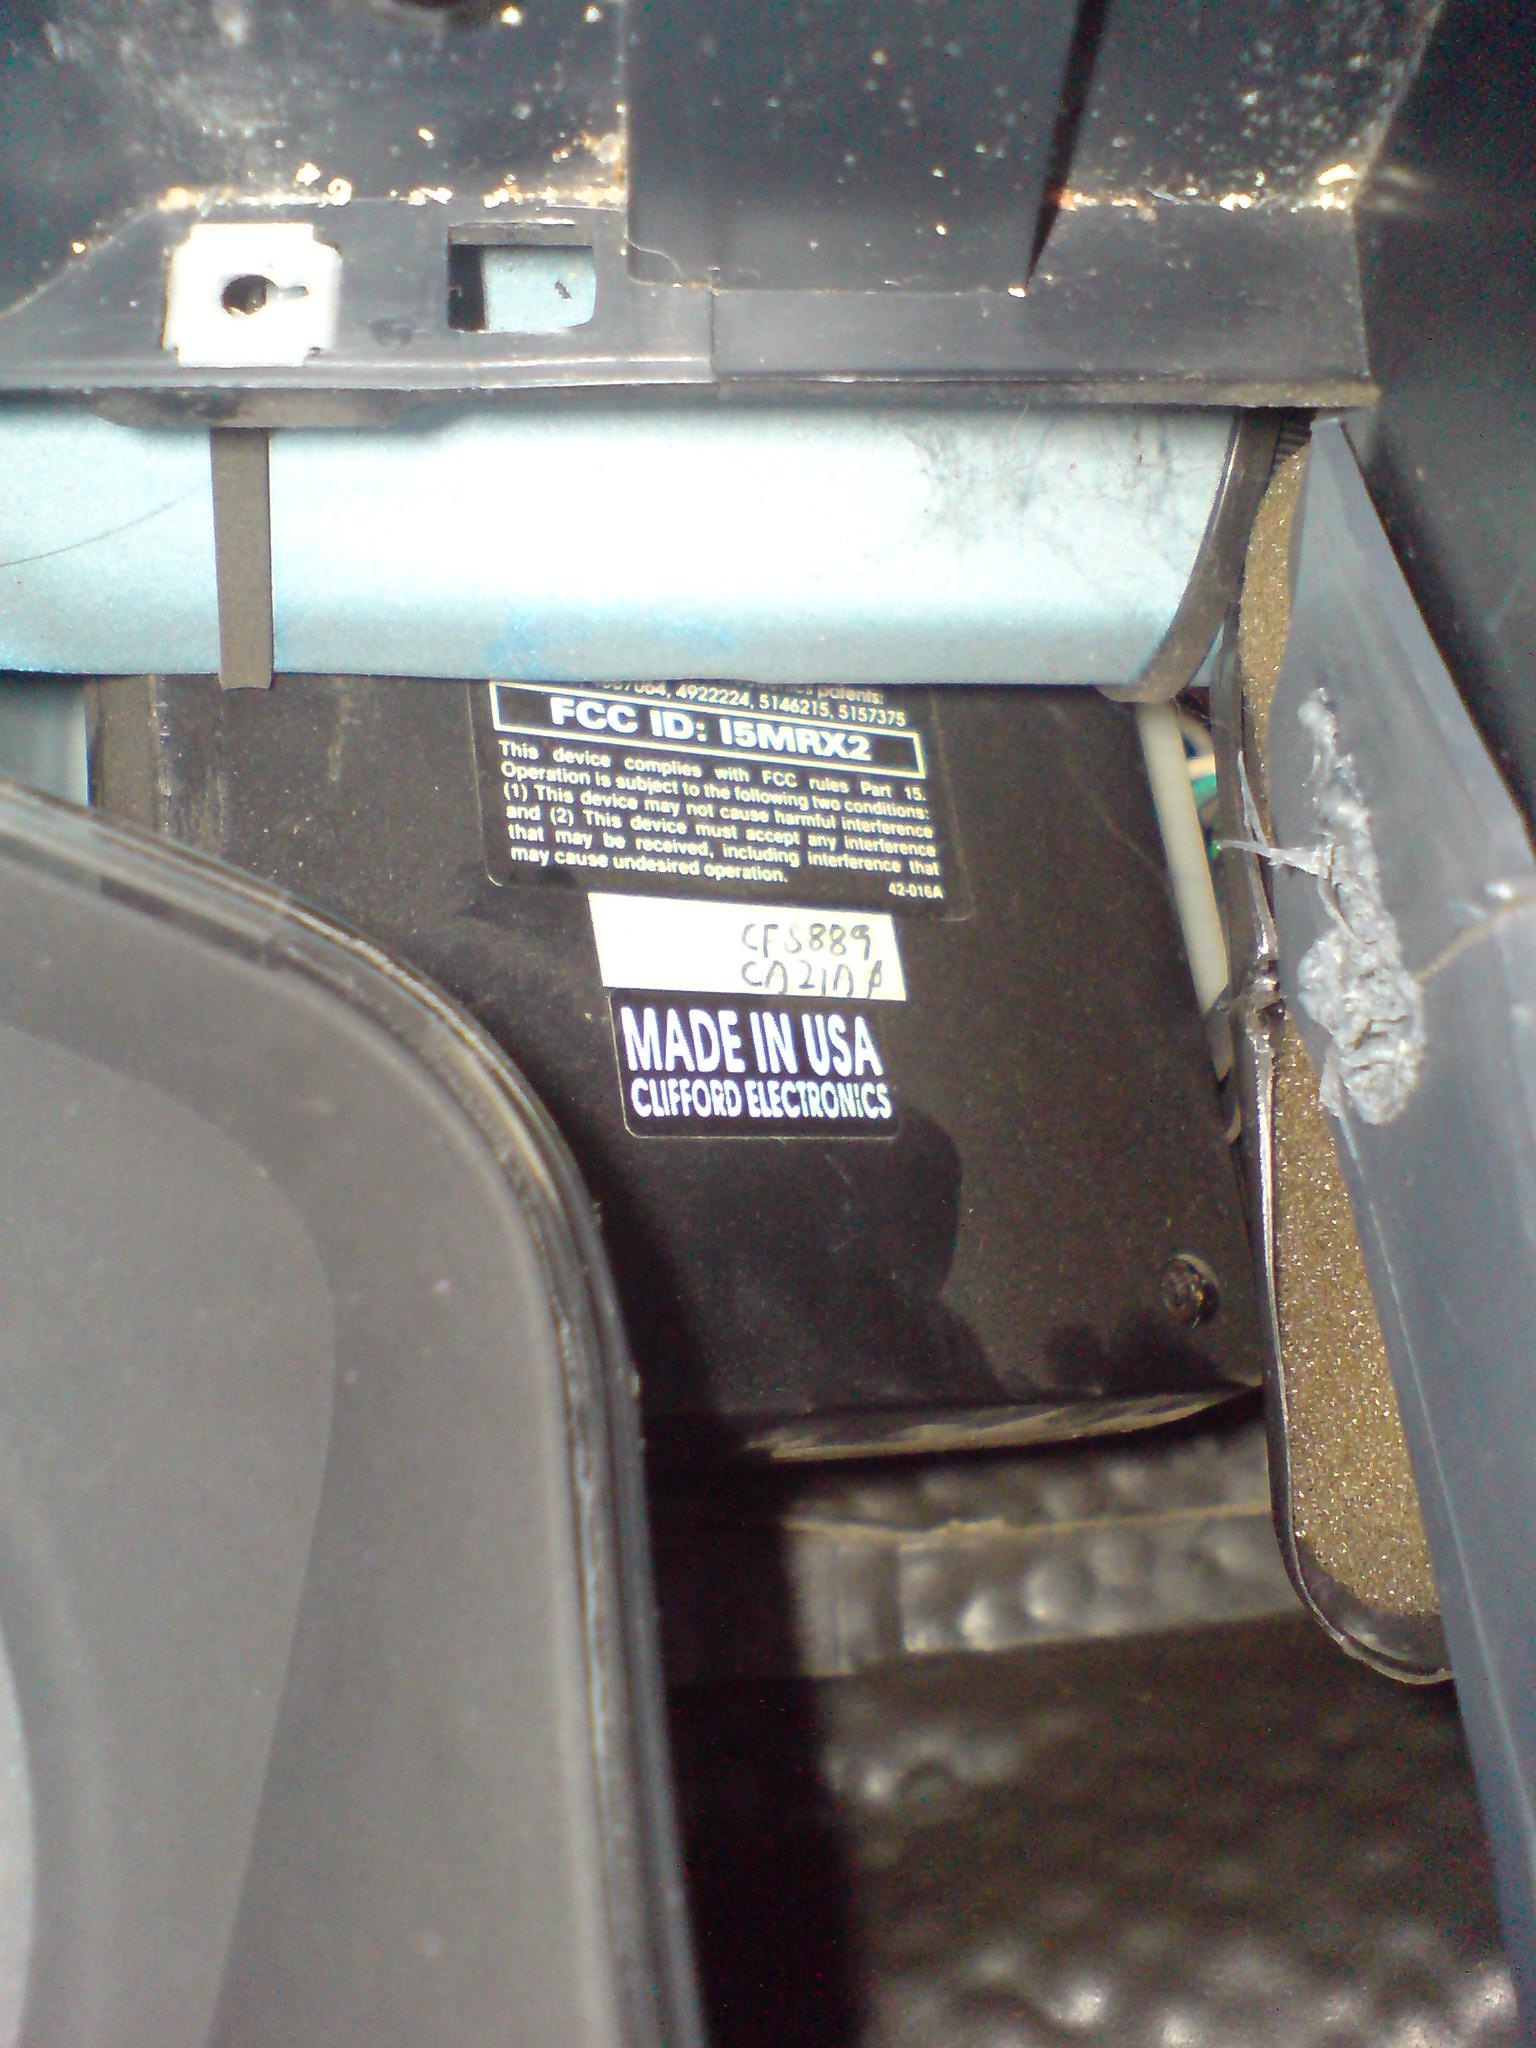 patents:
4922224, 5146215, 5157375
FCC ID: I5MRX2
This device complies with FCC rules Part 15.
Operation is subject to the following two conditions:
(1) This device may not cause harmful interference
and (2) This device must accept any interference
that may be received, including interference that
may cause undesired operation.
42-016A
CFS889
MADE IN USA
CLIFFORD ELECTRONICS